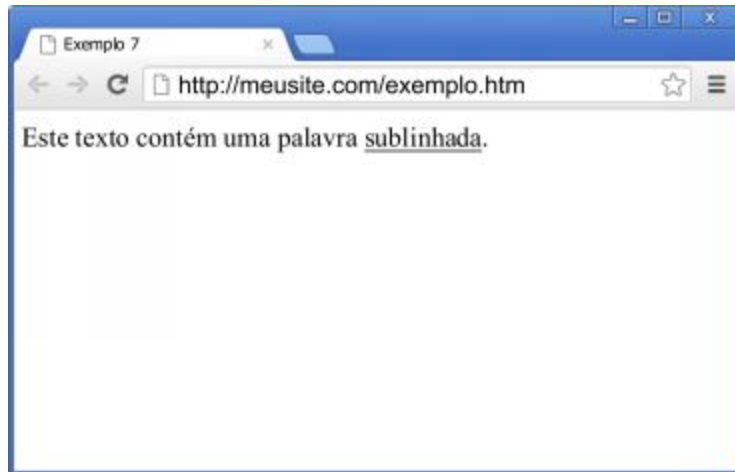 Exemplo 7
http://meusite.com/exemplo.htm
Este texto contém uma palavra sublinhada.